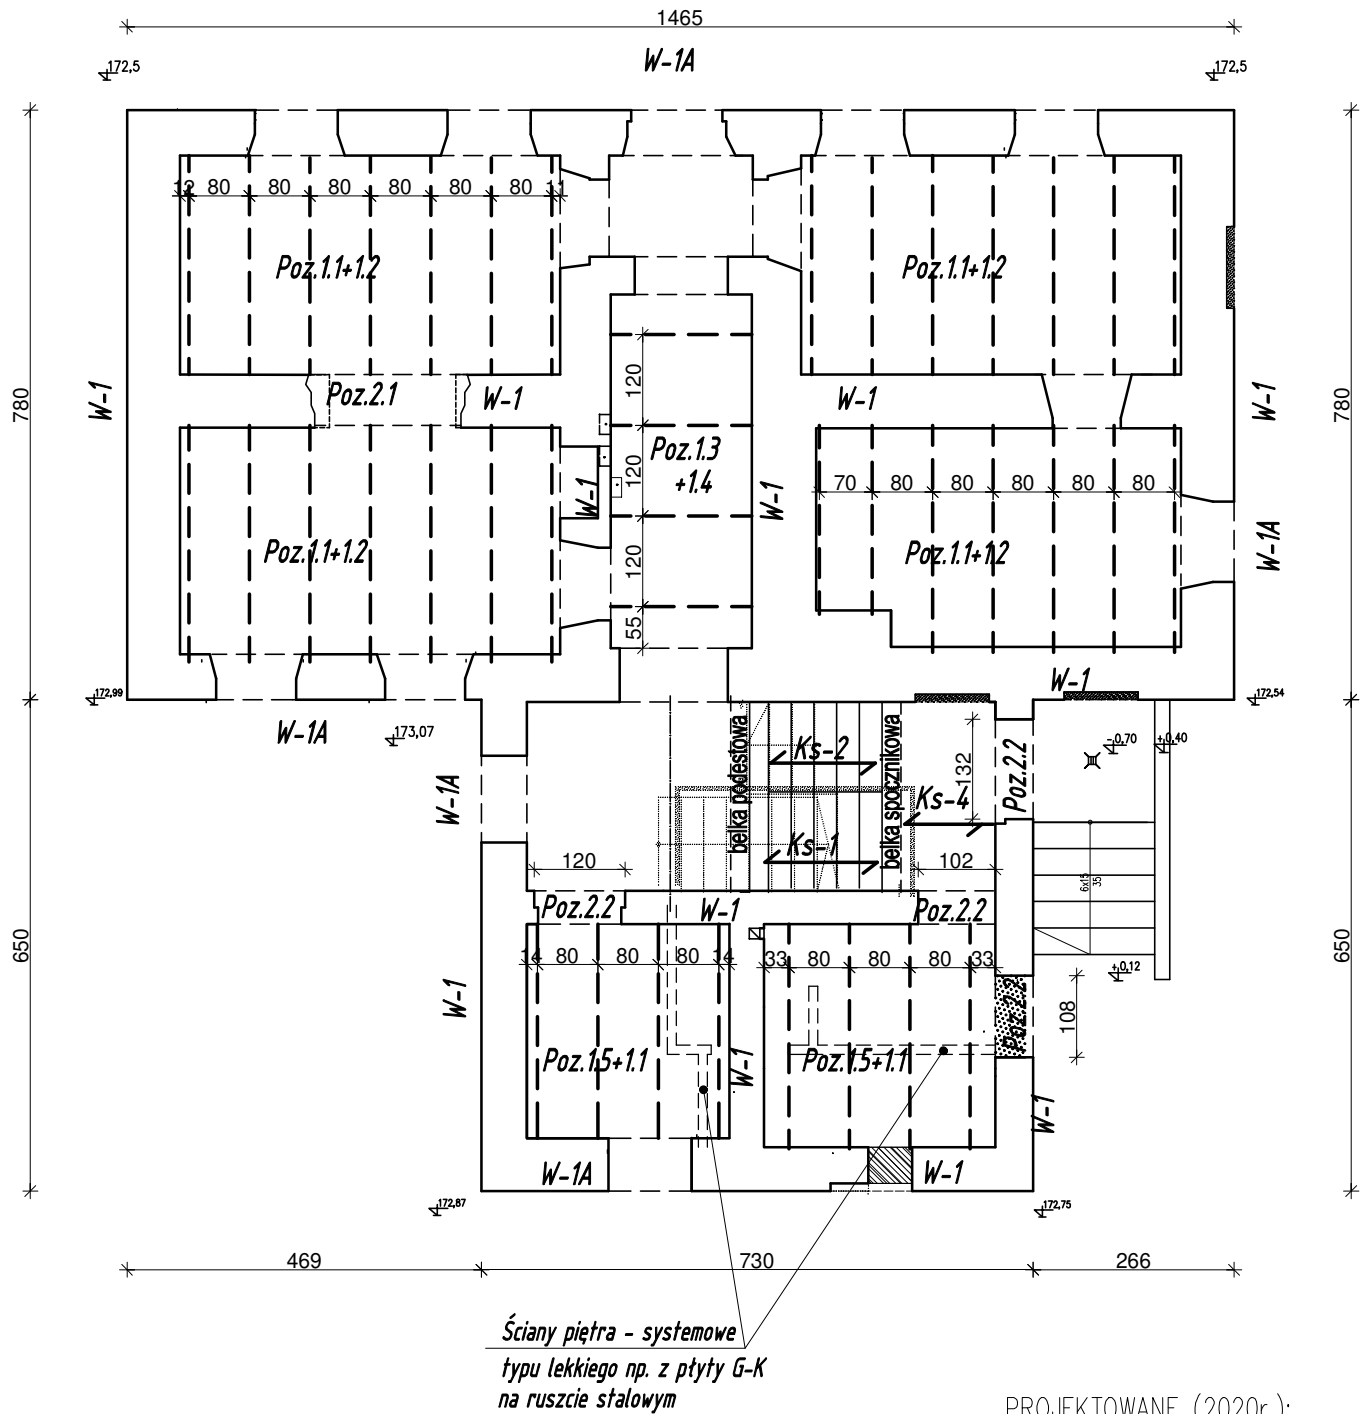 1465
W-1A
172,5
172,5
12 80 80 80 80 80 80 11
Poz.1.1+1.2
Poz.1.1+1.2
780
W-1
Poz.2.1
W-1
120
W-1
W-1
780
Poz.1.3
+1.4
120
W-1
W-1
70 80 80 80 80 80
W-1A
Poz.1.1+1.2
Poz.1.1+1.2
120
55
W-1
172,99
172,54
W-1A
173,07
belka podestowa
Ks-2
belka spocznikowa
132
Poz.2.2
-,0,70
+,0,40
W-1A
Ks-4
Ks-1
120
102
6x15
35
Poz.2.2
W-1
Poz.2.2
650
650
14 80 80 80 14
33 80 80 80 33
+,0,12
W-1
108
Poz.2.2
Poz.1.5+1.1
W-1
Poz.1.5+1.1
W-1
W-1A
W-1
172,87
172,75
469
730
266
Ściany piętra - systemowe
typu lekkiego np. z płyty G-K
na ruszcie stalowym
PROJEKTOWANE (2020r.):